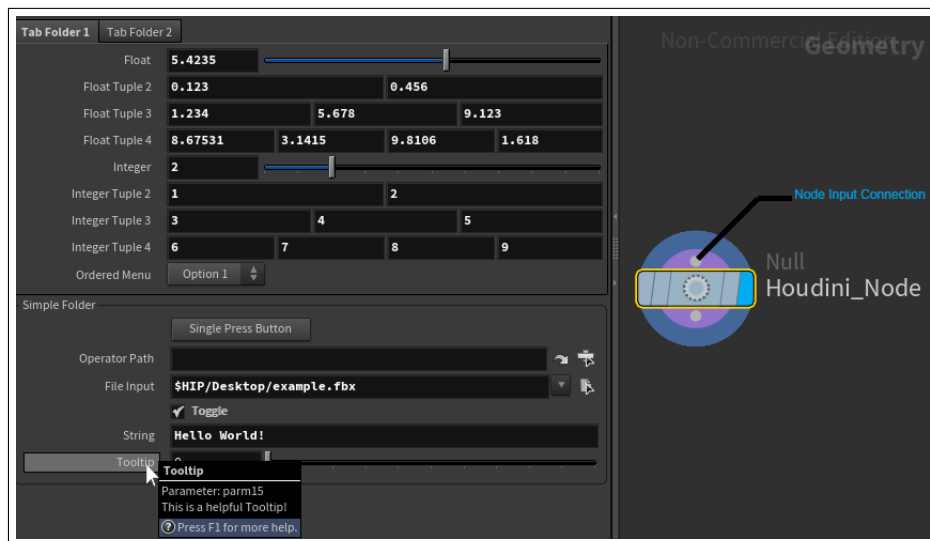 Tab Folder 1 Tab Folder 2
Float 5.4235
Float Tuple 2 0.123 0.456
Float Tuple 3 1.234 5.678 9.123
Float Tuple 4 8.67531 3.1415 9.8106 1.618
Integer 2
Integer Tuple 2 1 2
Integer Tuple 3 3 4 5
Integer Tuple 4 6 7 8 9
Ordered Menu Option 1
Simple Folder
Single Press Button
Operator Path
File Input $HIP/Desktop/example.fbx
Toggle
String Hello World!
Tooltip
Tooltip
Parameter: parm15
This is a helpful Tooltip!
Press F1 for more help.
Non-Commercial Edition
Geometry
Node Input Connection
Null
Houdini_Node